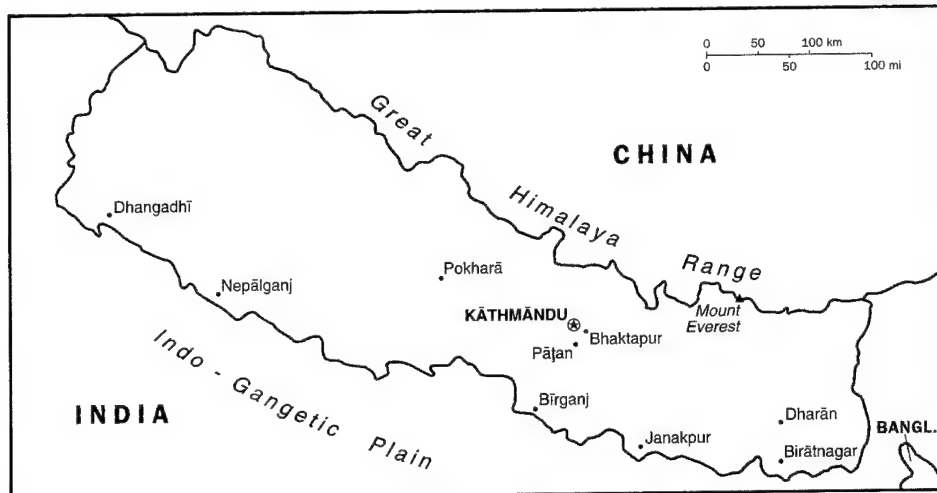 0 50 100 km
0 50 100 mi
Great
Himalaya
Range
CHINA
Dhangadhī
Nepālganj
Pokharā
KĀTHMĀNDU
Bhaktapur
Pāṭan
Mount
Everest
Indo - Gangetic Plain
INDIA
Bīrganj
Janakpur
Dharān
Birātnagar
BANGL.